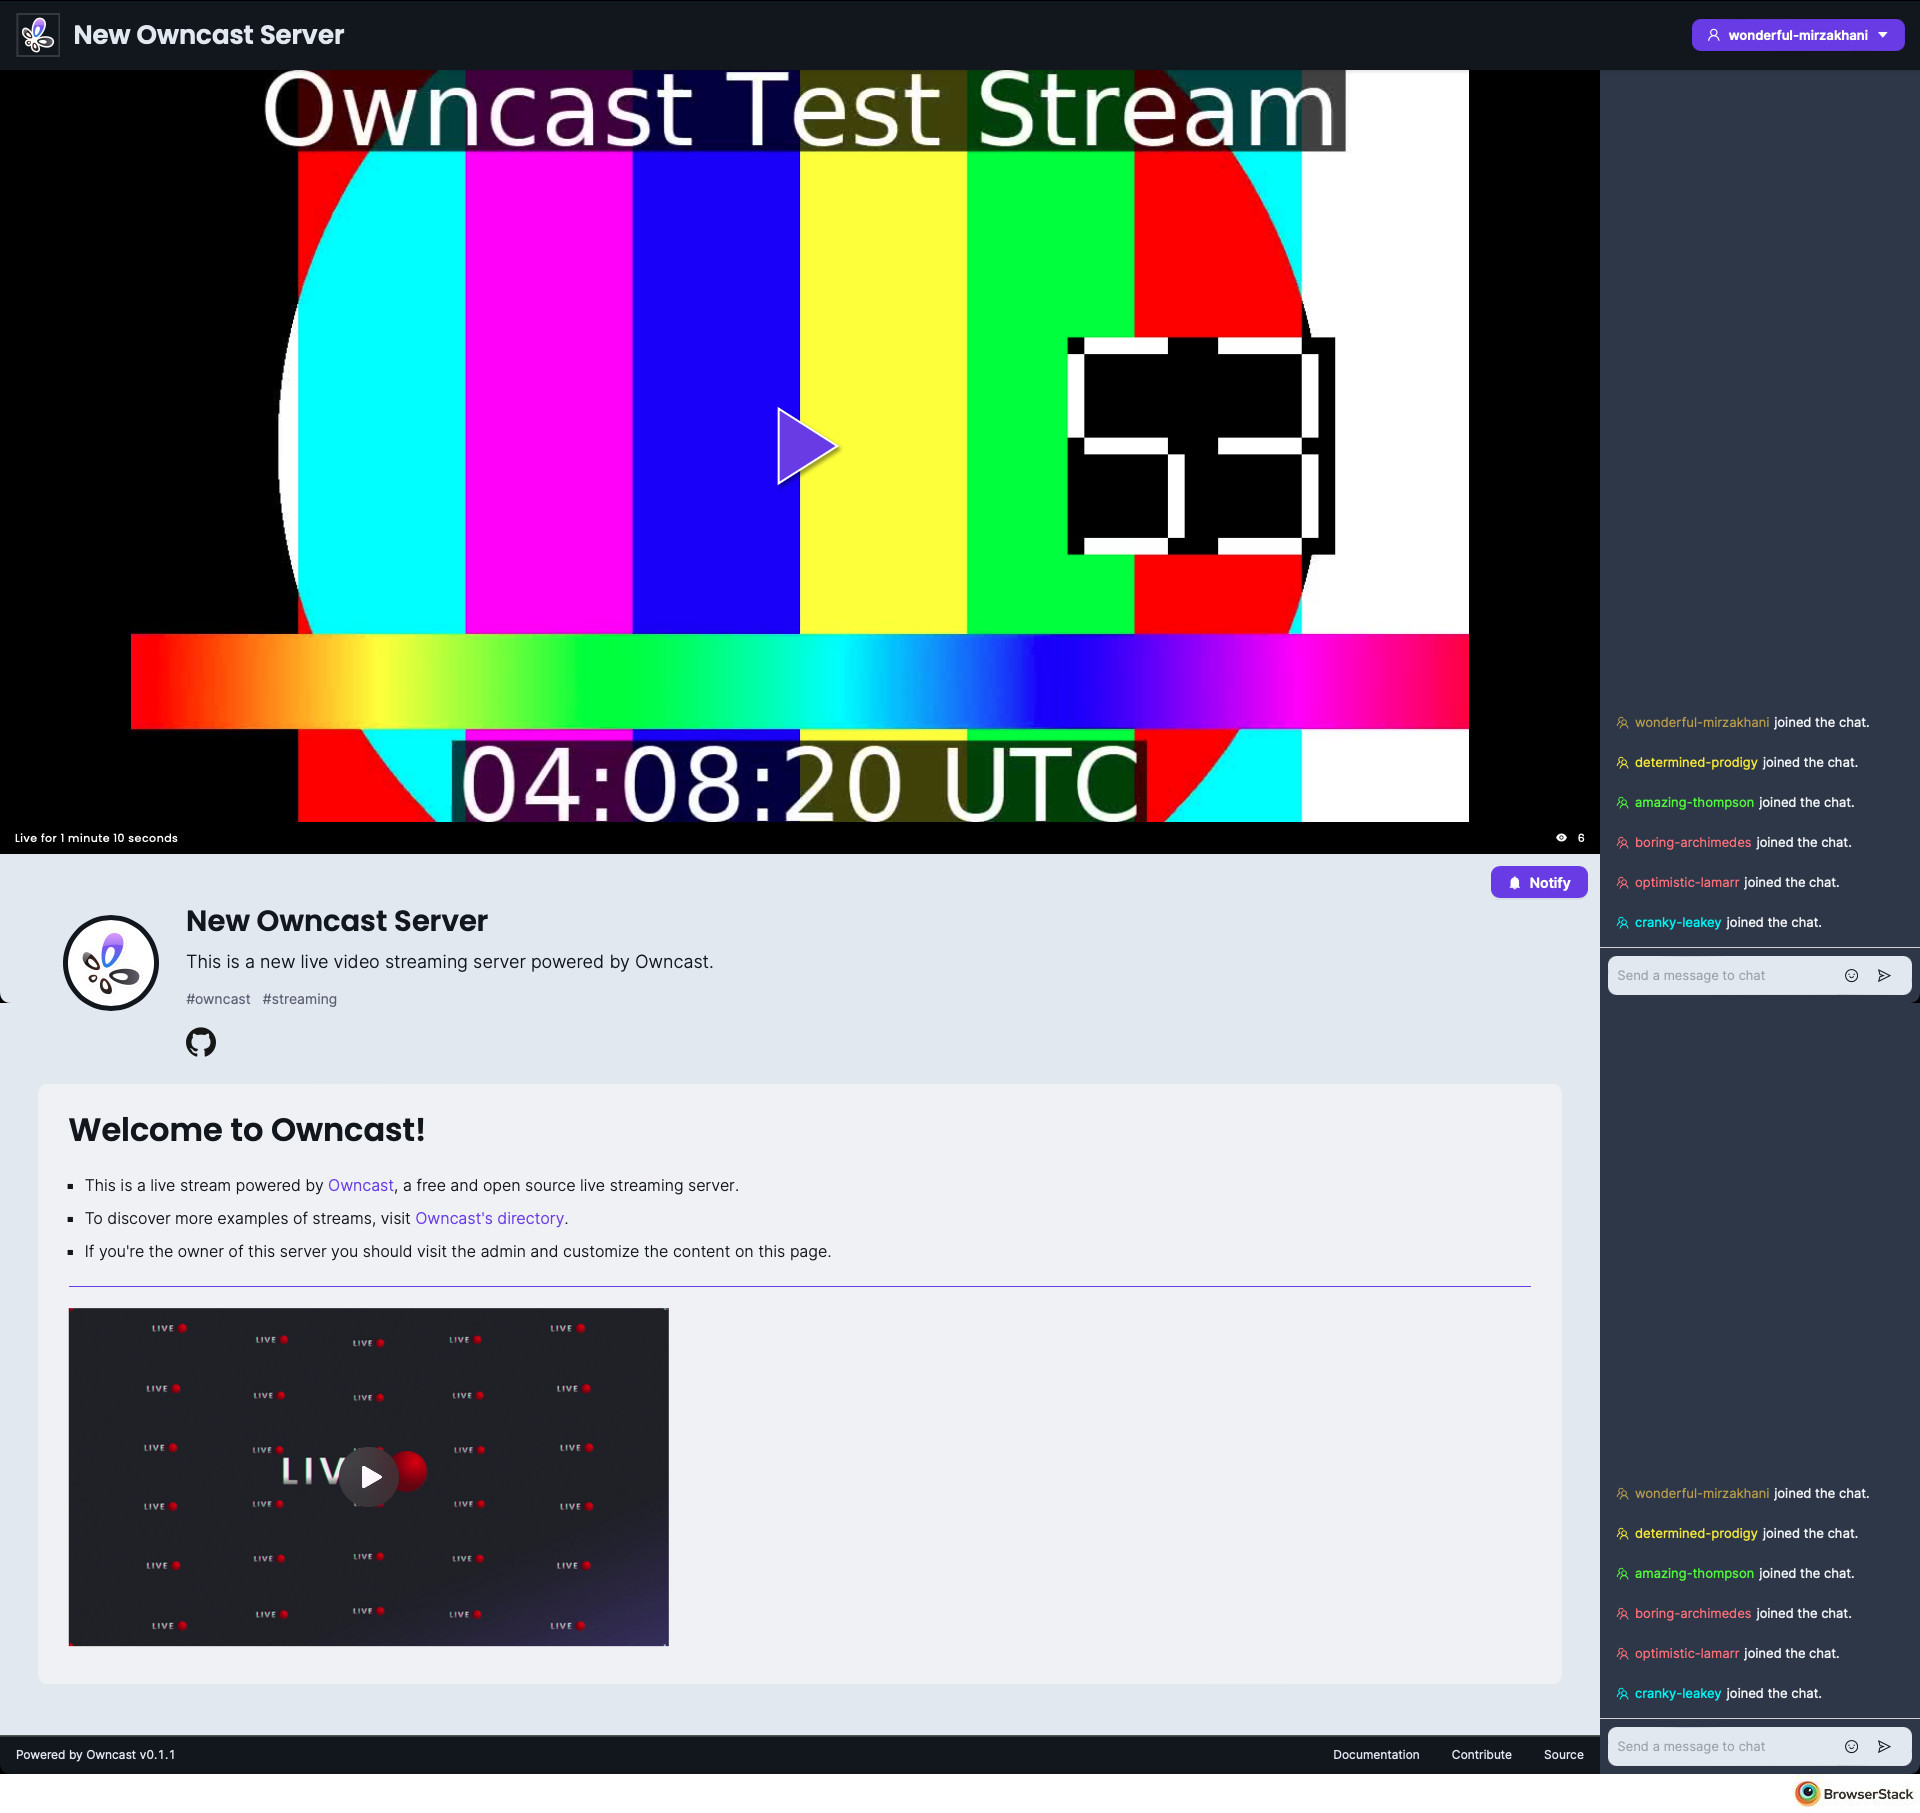 New Owncast Server
wonderful-mirzakhani
Owncast Test Stream
53
04:08:20 UTC
Live for 1 minute 10 seconds
6
wonderful-mirzakhani joined the chat.
determined-prodigy joined the chat.
amazing-thompson joined the chat.
boring-archimedes joined the chat.
optimistic-lamarr joined the chat.
cranky-leakey joined the chat.
Send a message to chat
Notify
New Owncast Server
This is a new live video streaming server powered by Owncast.
#owncast #streaming
Welcome to Owncast!
This is a live stream powered by Owncast, a free and open source live streaming server.
To discover more examples of streams, visit Owncast's directory.
If you're the owner of this server you should visit the admin and customize the content on this page.
LIVE LIVE LIVE LIVE LIVE
LIVE LIVE LIVE LIVE LIVE
LIVE LIVE LIVE LIVE
LIV
LIVE LIVE LIVE LIVE
LIVE LIVE LIVE LIVE LIVE
LIVE LIVE LIVE LIVE LIVE
wonderful-mirzakhani joined the chat.
determined-prodigy joined the chat.
amazing-thompson joined the chat.
boring-archimedes joined the chat.
optimistic-lamarr joined the chat.
cranky-leakey joined the chat.
Send a message to chat
Powered by Owncast v0.1.1
Documentation Contribute Source
BrowserStack